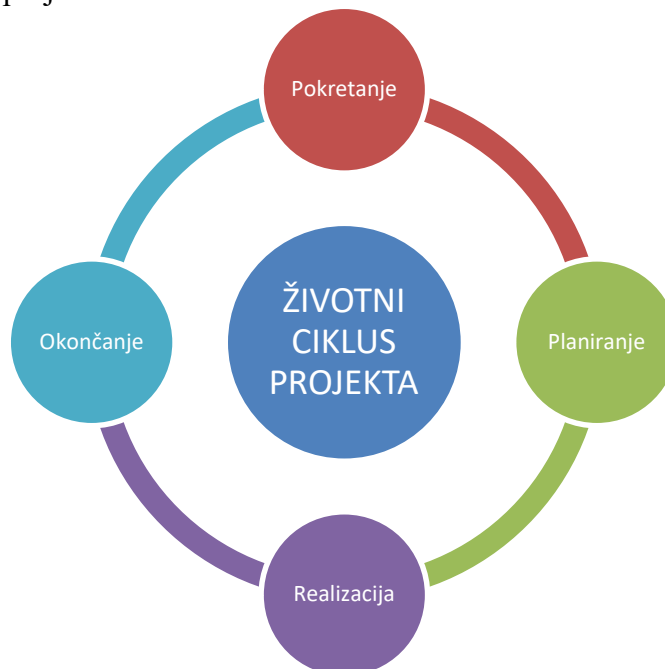 Pokretanje
ŽIVOTNI
CIKLUS
PROJEKTA
Okončanje
Planiranje
Realizacija